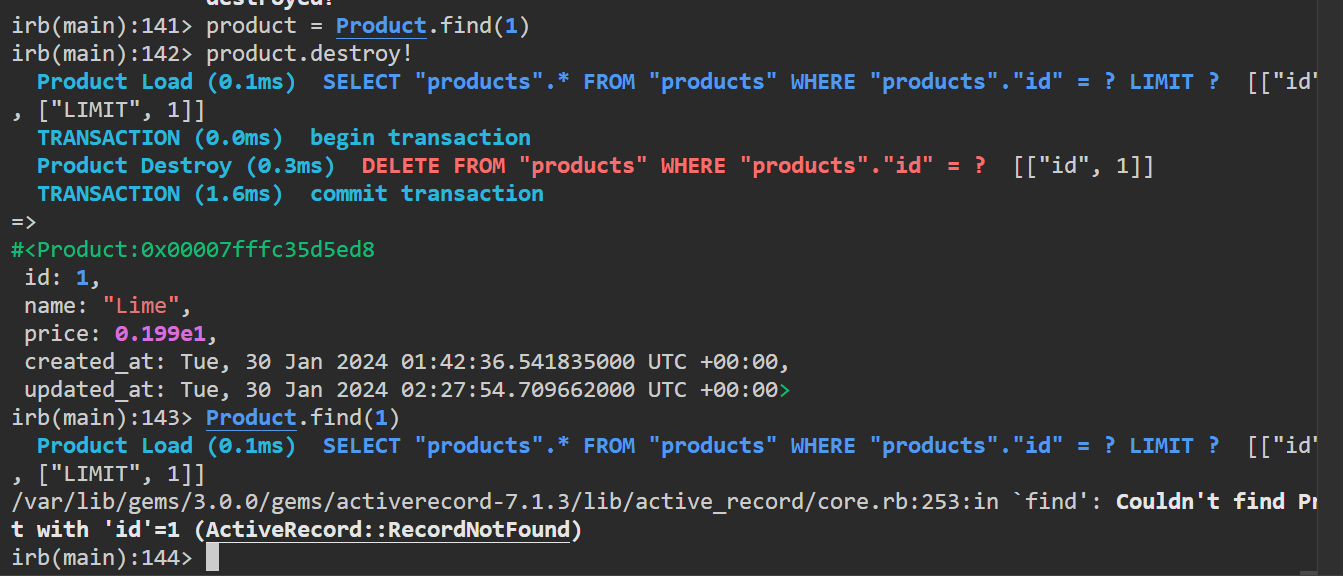 destroyed!
irb(main):141> product = Product.find(1)
irb(main):142> product.destroy!
  Product Load (0.1ms)  SELECT "products".* FROM "products" WHERE "products"."id" = ? LIMIT ?  [["id"
, ["LIMIT", 1]]
  TRANSACTION (0.0ms)  begin transaction
  Product Destroy (0.3ms)  DELETE FROM "products" WHERE "products"."id" = ?  [["id", 1]]
  TRANSACTION (1.6ms)  commit transaction
=>
#<Product:0x00007fffc35d5ed8
 id: 1,
 name: "Lime",
 price: 0.199e1,
 created_at: Tue, 30 Jan 2024 01:42:36.541835000 UTC +00:00,
 updated_at: Tue, 30 Jan 2024 02:27:54.709662000 UTC +00:00>
irb(main):143> Product.find(1)
  Product Load (0.1ms)  SELECT "products".* FROM "products" WHERE "products"."id" = ? LIMIT ?  [["id"
, ["LIMIT", 1]]
/var/lib/gems/3.0.0/gems/activerecord-7.1.3/lib/active_record/core.rb:253:in `find': Couldn't find Pr
t with 'id'=1 (ActiveRecord::RecordNotFound)
irb(main):144>